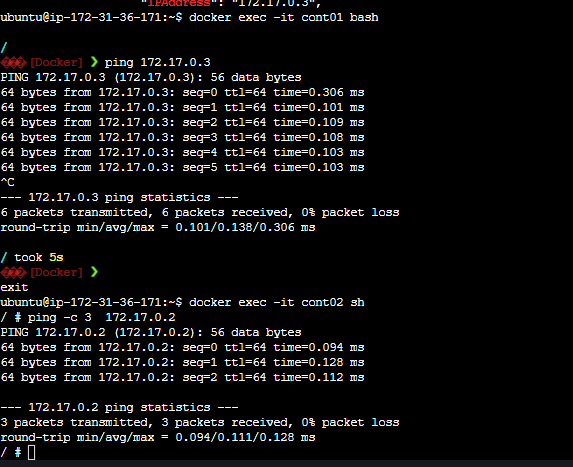 "IPAddress": "172.17.0.3",
ubuntu@ip-172-31-36-171:~$ docker exec -it cont01 bash
/
��� [Docker] ❯ ping 172.17.0.3
PING 172.17.0.3 (172.17.0.3): 56 data bytes
64 bytes from 172.17.0.3: seq=0 ttl=64 time=0.306 ms
64 bytes from 172.17.0.3: seq=1 ttl=64 time=0.101 ms
64 bytes from 172.17.0.3: seq=2 ttl=64 time=0.109 ms
64 bytes from 172.17.0.3: seq=3 ttl=64 time=0.108 ms
64 bytes from 172.17.0.3: seq=4 ttl=64 time=0.103 ms
64 bytes from 172.17.0.3: seq=5 ttl=64 time=0.103 ms
^C
--- 172.17.0.3 ping statistics ---
6 packets transmitted, 6 packets received, 0% packet loss
round-trip min/avg/max = 0.101/0.138/0.306 ms
/ took 5s
��� [Docker] ❯
exit
ubuntu@ip-172-31-36-171:~$ docker exec -it cont02 sh
/ # ping -c 3  172.17.0.2
PING 172.17.0.2 (172.17.0.2): 56 data bytes
64 bytes from 172.17.0.2: seq=0 ttl=64 time=0.094 ms
64 bytes from 172.17.0.2: seq=1 ttl=64 time=0.128 ms
64 bytes from 172.17.0.2: seq=2 ttl=64 time=0.112 ms
--- 172.17.0.2 ping statistics ---
3 packets transmitted, 3 packets received, 0% packet loss
round-trip min/avg/max = 0.094/0.111/0.128 ms
/ #